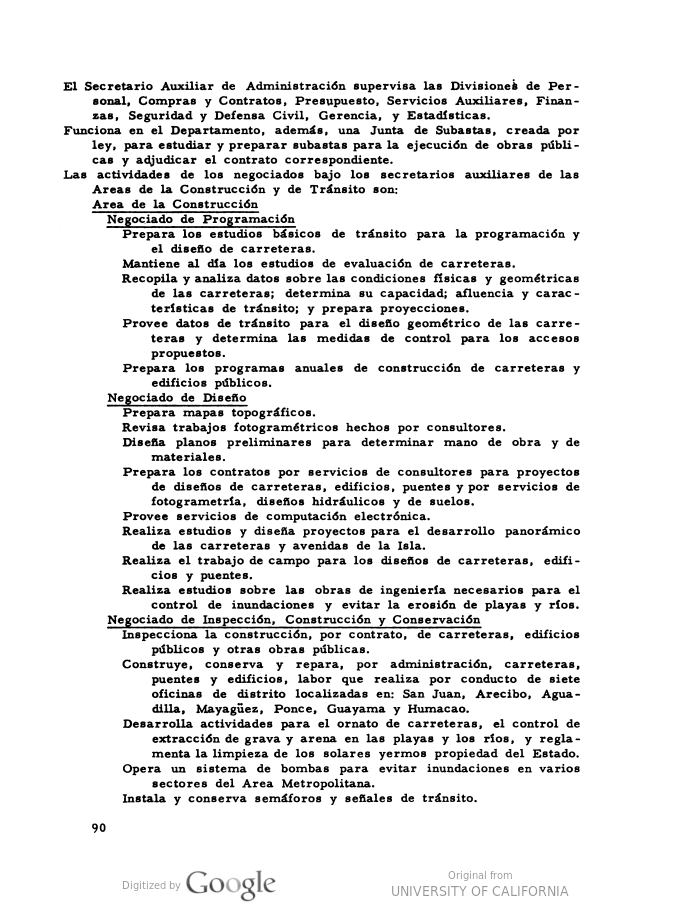 El Secretario Auxiliar de Administración supervisa las Divisiones de Per-
sonal, Compras y Contratos, Presupuesto, Servicios Auxiliares, Finan-
zas, Seguridad y Defensa Civil, Gerencia, y Estadísticas.
Funciona en el Departamento, además, una Junta de Subastas, creada por
ley, para estudiar y preparar subastas para la ejecución de obras públi-
cas y adjudicar el contrato correspondiente.
Las actividades de los negociados bajo los secretarios auxiliares de las
Areas de la Construcción y de Tránsito son:
Area de la Construcción
Negociado de Programación
Prepara los estudios básicos de tránsito para la programación y
el diseño de carreteras.
Mantiene al día los estudios de evaluación de carreteras.
Recopila y analiza datos sobre las condiciones físicas y geométricas
de las carreteras; determina su capacidad; afluencia y carac-
terísticas de tránsito; y prepara proyecciones.
Provee datos de tránsito para el diseño geométrico de las carre-
teras y determina las medidas de control para los accesos
propuestos.
Prepara los programas anuales de construcción de carreteras y
edificios públicos.
Negociado de Diseño
Prepara mapas topográficos.
Revisa trabajos fotogramétricos hechos por consultores.
Diseña planos preliminares para determinar mano de obra y de
materiales.
Prepara los contratos por servicios de consultores para proyectos
de diseños de carreteras, edificios, puentes y por servicios de
fotogrametría, diseños hidráulicos y de suelos.
Provee servicios de computación electrónica.
Realiza estudios y diseña proyectos para el desarrollo panorámico
de las carreteras y avenidas de la Isla.
Realiza el trabajo de campo para los diseños de carreteras, edifi-
cios y puentes.
Realiza estudios sobre las obras de ingeniería necesarios para el
control de inundaciones y evitar la erosión de playas y ríos.
Negociado de Inspección, Construcción y Conservación
Inspecciona la construcción, por contrato, de carreteras, edificios
públicos y otras obras públicas.
Construye, conserva y repara, por administración, carreteras,
puentes y edificios, labor que realiza por conducto de siete
oficinas de distrito localizadas en: San Juan, Arecibo, Agua-
dilla, Mayagüez, Ponce, Guayama y Humacao.
Desarrolla actividades para el ornato de carreteras, el control de
extracción de grava y arena en las playas y los ríos, y regla-
menta la limpieza de los solares yermos propiedad del Estado.
Opera un sistema de bombas para evitar inundaciones en varios
sectores del Area Metropolitana.
Instala y conserva semáforos y señales de tránsito.
90
Digitized by Google
Original from
UNIVERSITY OF CALIFORNIA